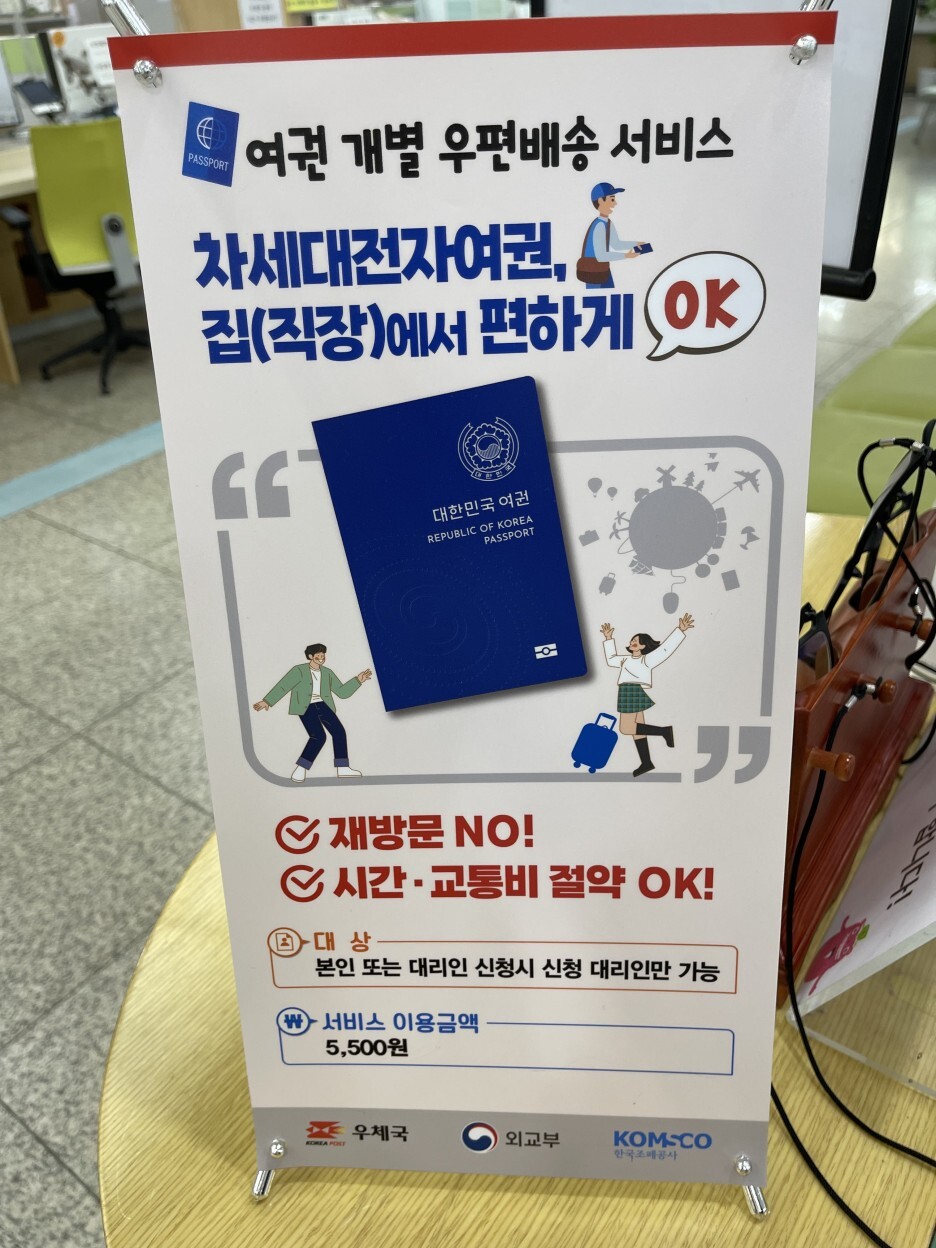 PASSPORT
여권 개별 우편배송 서비스
차세대전자여권,
집(직장)에서 편하게
OK
대한민국
대한민국 여권
REPUBLIC OF KOREA
PASSPORT
재방문 NO!
시간·교통비 절약 OK!
대 상
본인 또는 대리인 신청시 신청 대리인만 가능
₩ 서비스 이용금액
5,500원
KOREA POST 우체국
외교부
KOMSCO
한국조폐공사